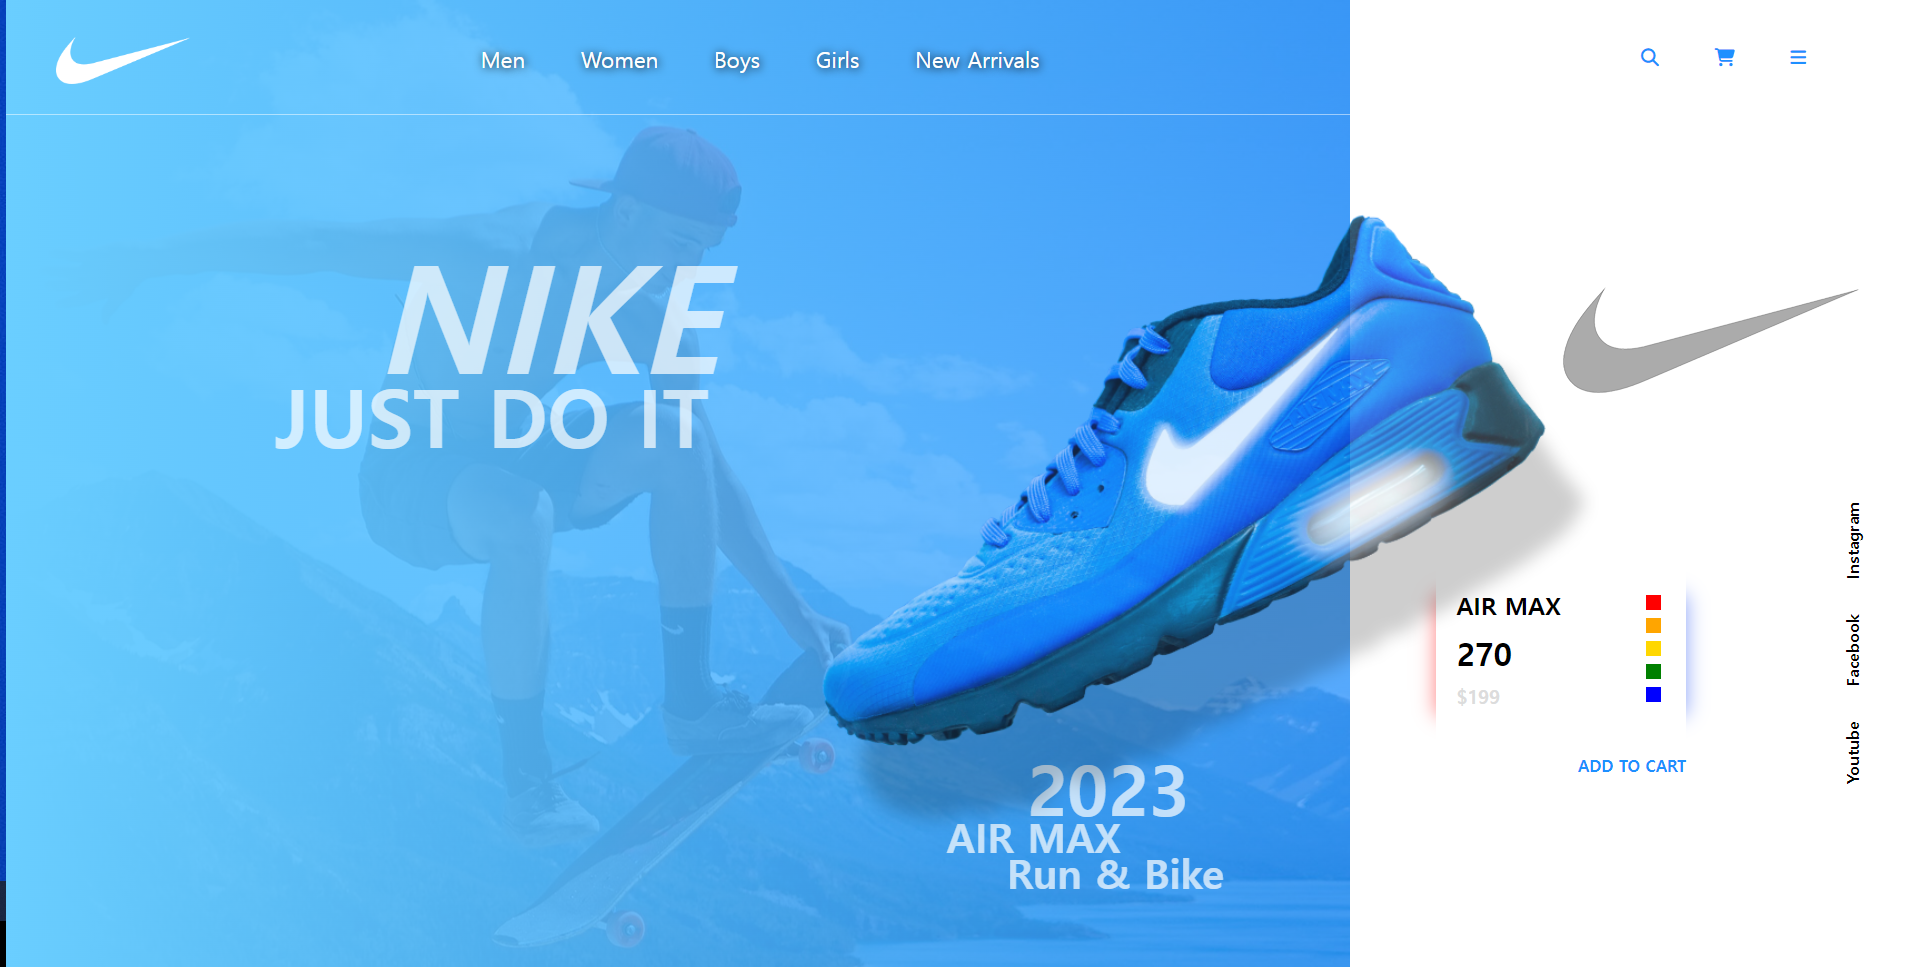 Men Women Boys Girls New Arrivals
NIKE
JUST DO IT
2023
AIR MAX
Run & Bike
AIR MAX
270
$199
ADD TO CART
Instagram
Facebook
Youtube